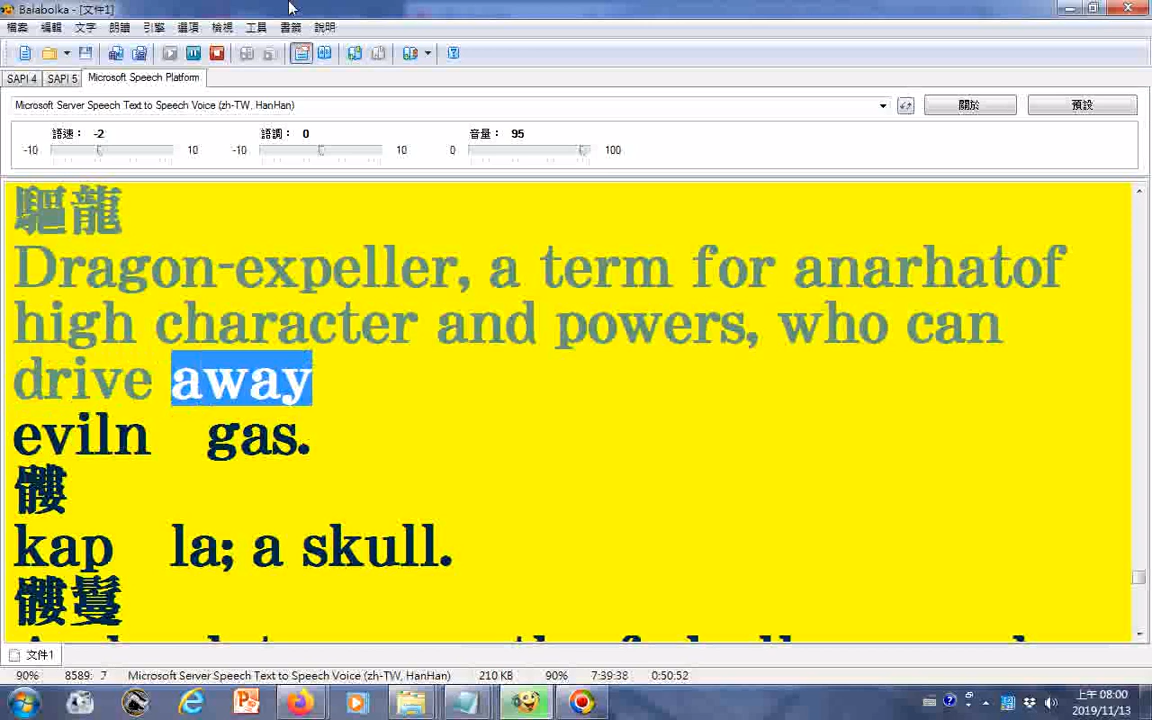 Balabolka - [文件1]
檔案 編輯 文字 朗讀 引擎 選項 檢視 工具 書籤 說明
SAPI 4 SAPI 5 Microsoft Speech Platform
Microsoft Server Speech Text to Speech Voice (zh-TW, HanHan) 關於 預設
語速： -2 語調： 0 音量： 95
-10 10 -10 10 0 100
驅龍
Dragon-expeller, a term for anarhatof
high character and powers, who can
drive away
eviln gas.
髏
kap la; a skull.
髏鬘
文件1
90% 8589: 7 Microsoft Server Speech Text to Speech Voice (zh-TW, HanHan) 210 KB 90% 7:39:38 0:50:52
上午 08:00
2019/11/13